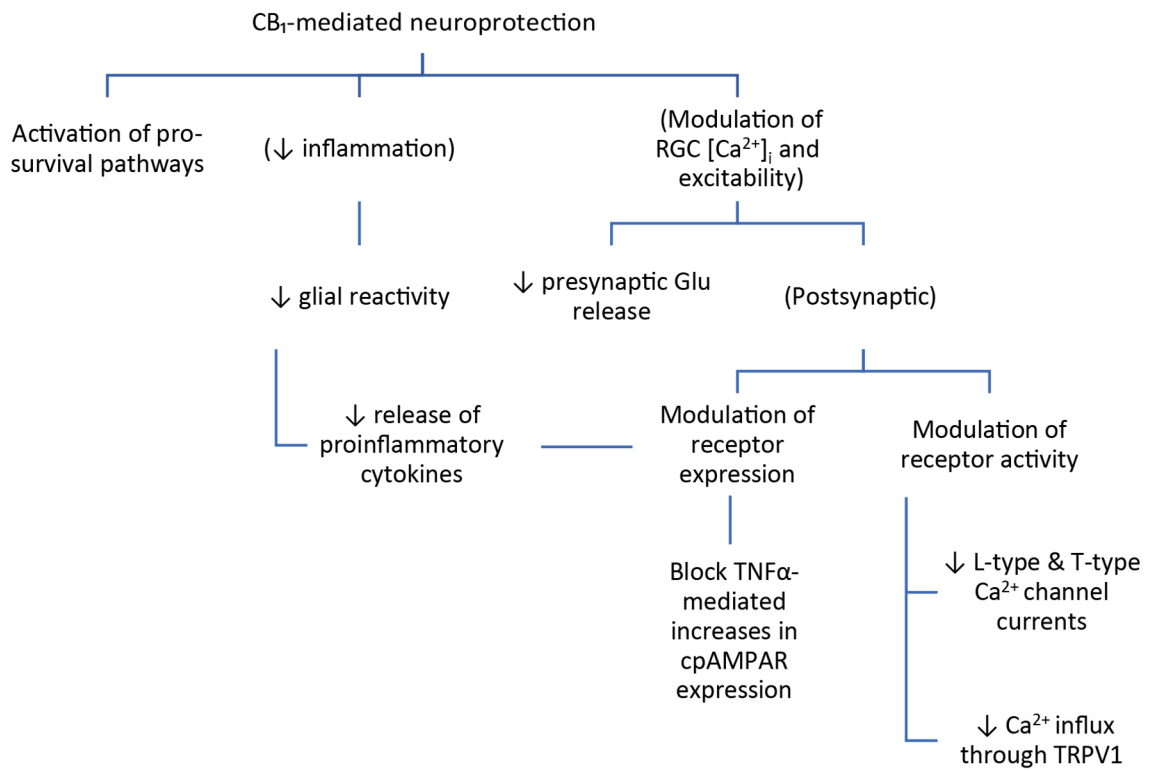 CB₁-mediated neuroprotection
Activation of pro-
survival pathways
(↓ inflammation)
(Modulation of
RGC [Ca²⁺]ᵢ and
excitability)
↓ glial reactivity
↓ presynaptic Glu
release
(Postsynaptic)
↓ release of
proinflammatory
cytokines
Modulation of
receptor
expression
Modulation of
receptor activity
Block TNFα-
mediated
increases in
cpAMPAR
expression
↓ L-type & T-type
Ca²⁺ channel
currents
↓ Ca²⁺ influx
through TRPV1